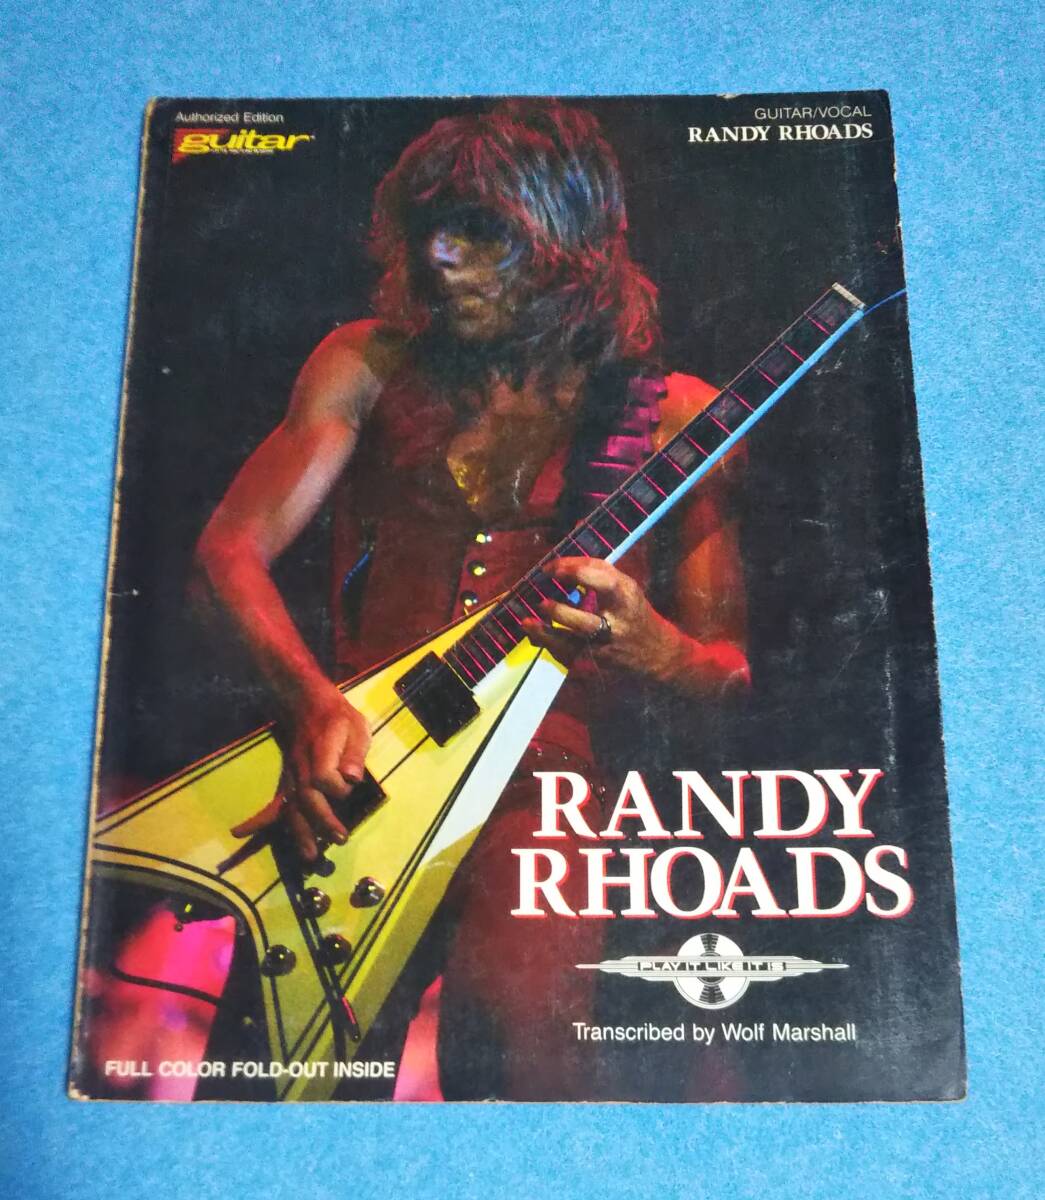 Authorized Edition
guitar
GUITAR/VOCAL
RANDY RHOADS
RANDY
RHOADS
PLAY IT LIKE IT IS
Transcribed by Wolf Marshall
FULL COLOR FOLD-OUT INSIDE